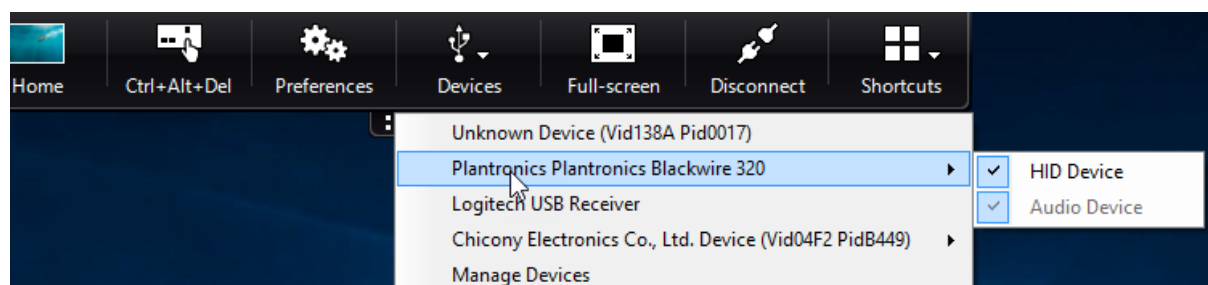 Home Ctrl+Alt+Del Preferences Devices Full-screen Disconnect Shortcuts
Unknown Device (Vid138A Pid0017)
Plantronics Plantronics Blackwire 320
HID Device
Logitech USB Receiver
Audio Device
Chicony Electronics Co., Ltd. Device (Vid04F2 PidB449)
Manage Devices